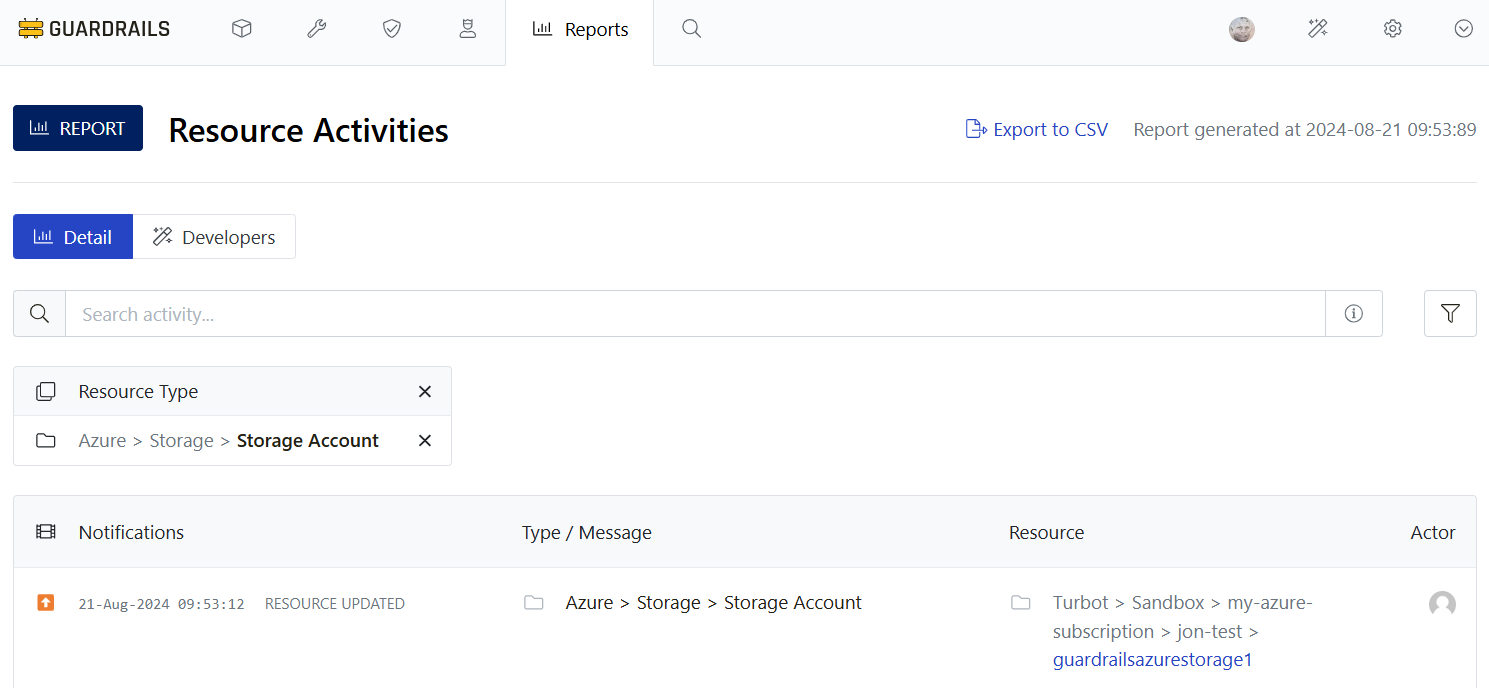 GUARDRAILS Reports
REPORT Resource Activities Export to CSV Report generated at 2024-08-21 09:53:89
Detail Developers
Search activity...
Resource Type
Azure > Storage > Storage Account
Notifications Type / Message Resource Actor
21-Aug-2024 09:53:12 RESOURCE UPDATED Azure > Storage > Storage Account Turbot > Sandbox > my-azure-
subscription > jon-test >
guardrailsazurestorage1